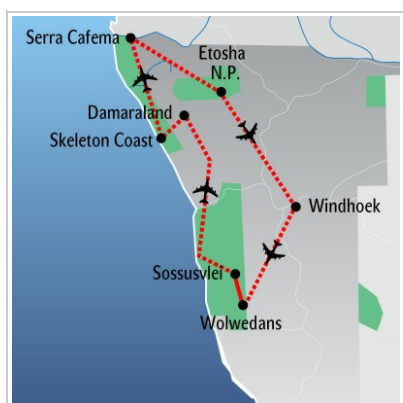 Serra Cafema
Etosha
N.P.
Damaraland
Skeleton Coast
Windhoek
Sossusvlei
Wolwedans